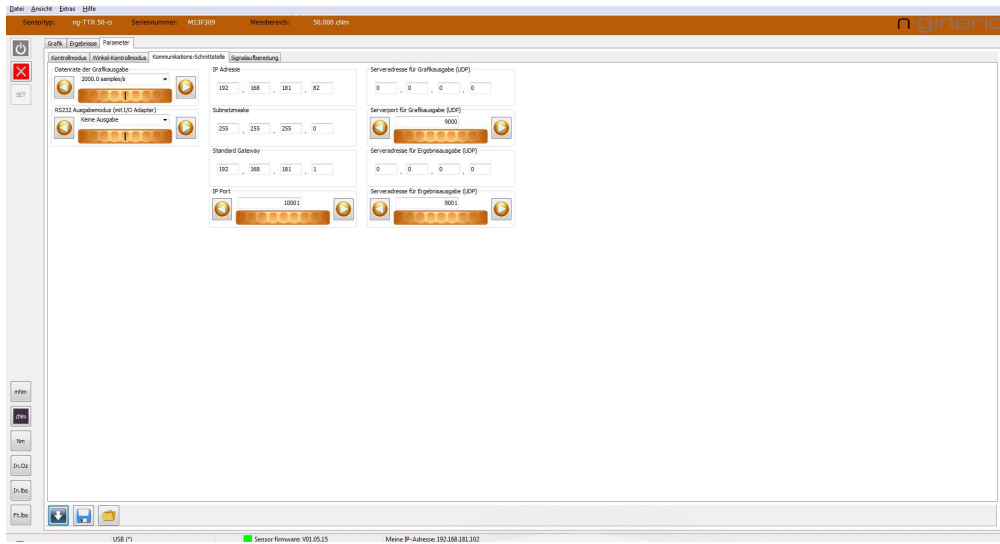 Datei Ansicht Extras Hilfe
Sensortyp: ng-TTR 50-ci Seriennummer: M13F309 Messbereich: 50.000 cNm
n-gineric
Grafik Ergebnisse Parameter
Kontrollmodus Winkel-Kontrollmodus Kommunikations-Schnittstelle Signalaufbereitung
Datenrate der Grafikausgabe
2000.0 samples/s
RS232 Ausgabemodus (mit I/O Adapter)
Keine Ausgabe
IP Adresse
192 . 168 . 181 . 82
Subnetzmaske
255 . 255 . 255 . 0
Standard Gateway
192 . 168 . 181 . 1
IP Port
10001
Serveradresse für Grafikausgabe (UDP)
0 . 0 . 0 . 0
Serverport für Grafikausgabe (UDP)
9000
Serveradresse für Ergebnisausgabe (UDP)
0 . 0 . 0 . 0
Serveradresse für Ergebnisausgabe (UDP)
9001
SET
mNm
cNm
Nm
In.Oz
In.lbs
Ft.lbs
USB (*) Sensor firmware: V01.05.15 Meine IP-Adresse: 192.168.181.102